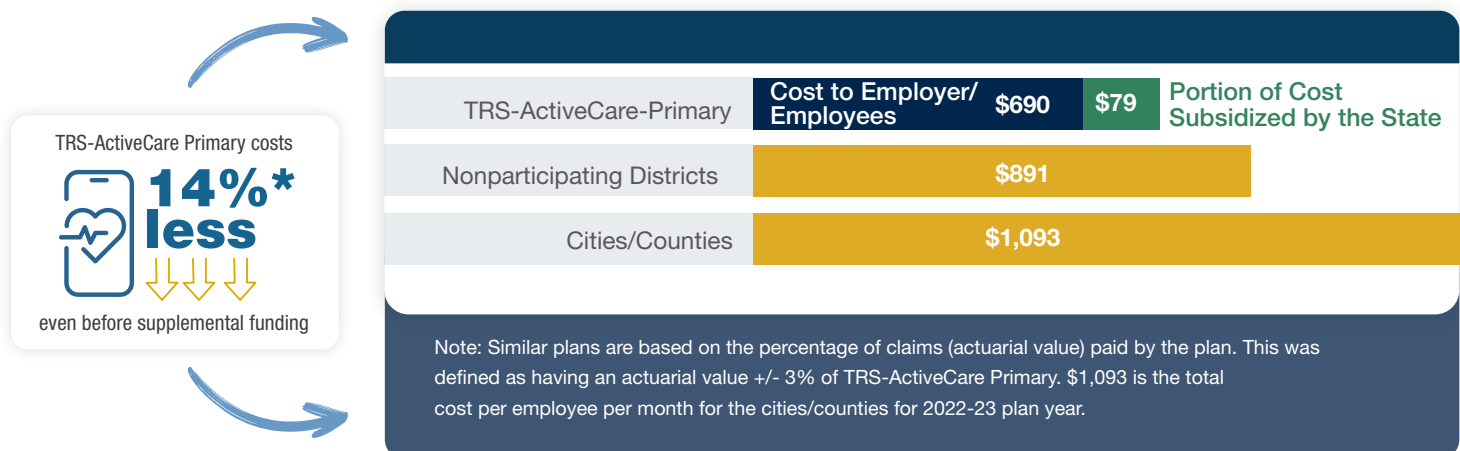 TRS-ActiveCare Primary costs
14%*
less
even before supplemental funding
TRS-ActiveCare-Primary
Cost to Employer/
Employees
$690
$79
Portion of Cost
Subsidized by the State
Nonparticipating Districts
$891
Cities/Counties
$1,093
Note: Similar plans are based on the percentage of claims (actuarial value) paid by the plan. This was
defined as having an actuarial value +/- 3% of TRS-ActiveCare Primary. $1,093 is the total
cost per employee per month for the cities/counties for 2022-23 plan year.